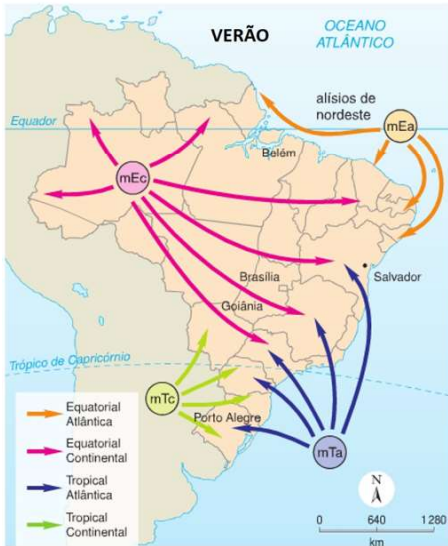 VERÃO
OCEANO
ATLÂNTICO
alísios de
nordeste
mEa
Equador
Belém
mEc
Salvador
Brasília
Goiânia
Trópico de Capricórnio
mTc
Porto Alegre
mTa
Equatorial
Atlântica
Equatorial
Continental
Tropical
Atlântica
Tropical
Continental
N
0 640 1 280
km